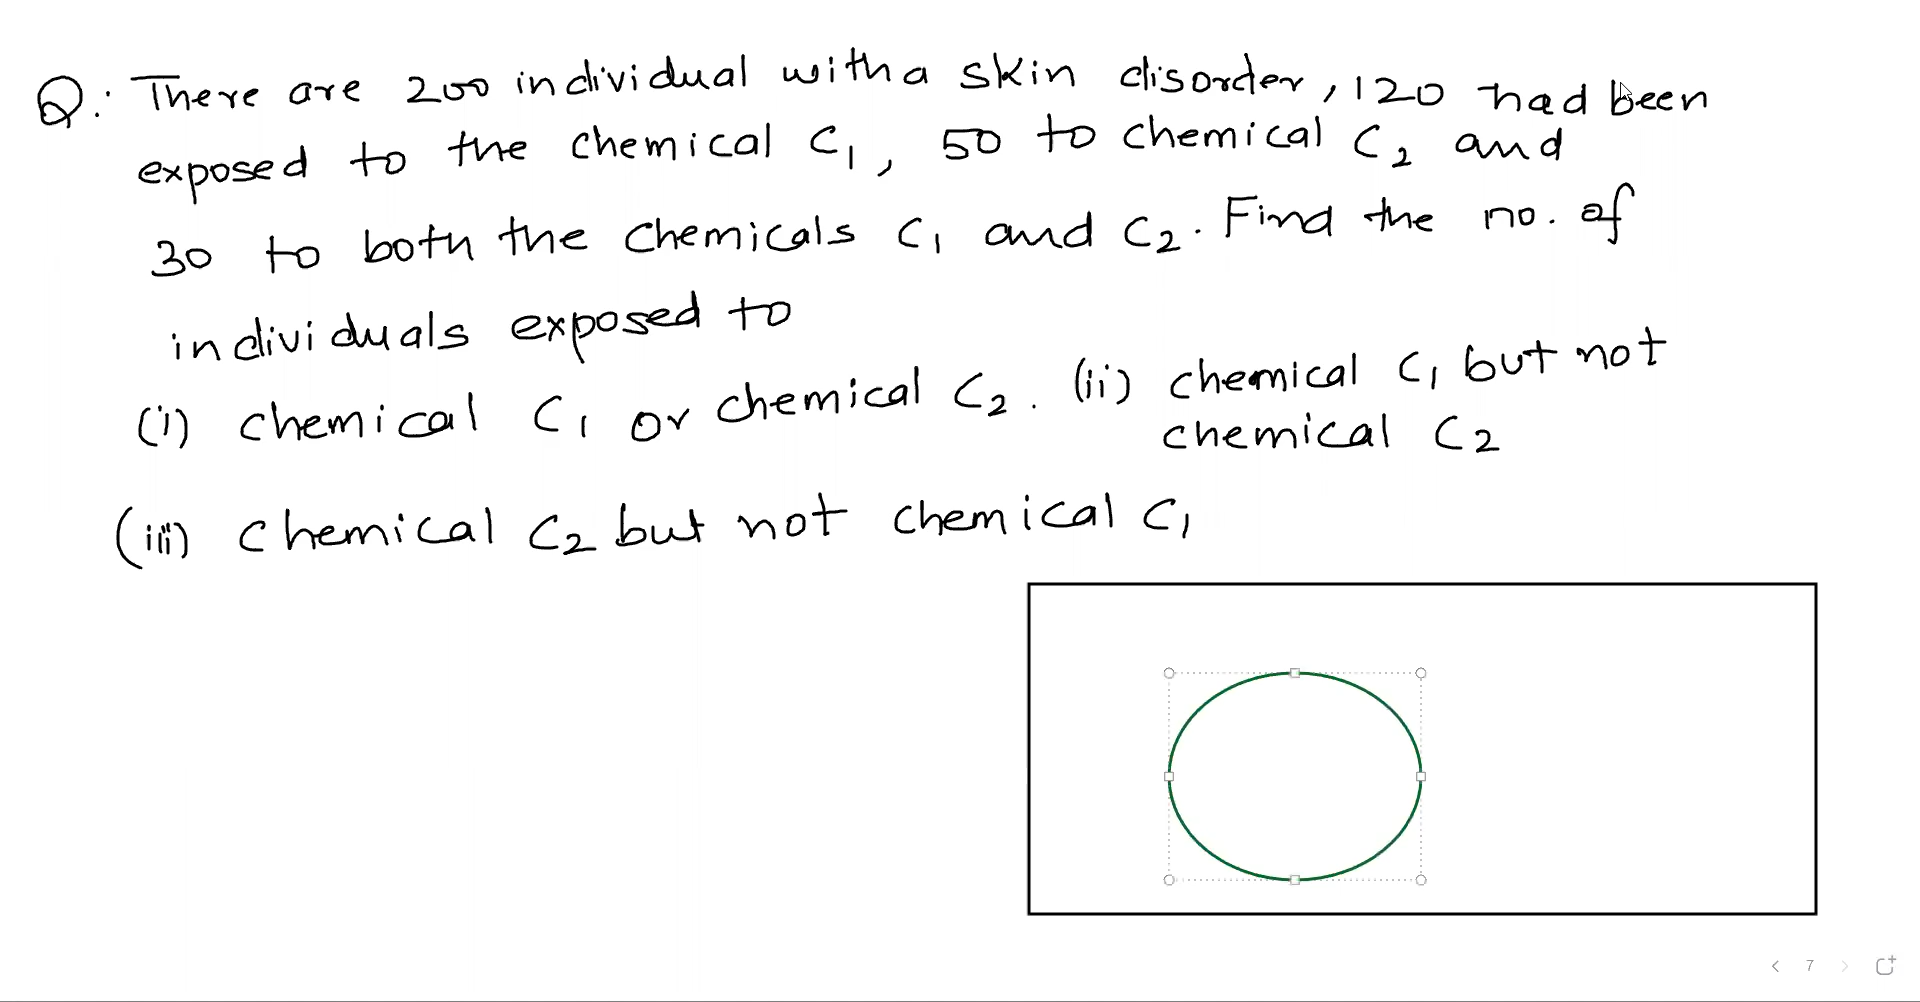 Q: There are 200 individual with a skin disorder, 120 had been
exposed to the chemical C1, 50 to chemical C2 and
30 to both the chemicals C1 and C2. Find the no. of
individuals exposed to
(i) chemical C1 or chemical C2. (ii) chemical C1 but not
chemical C2
(iii) chemical C2 but not chemical C1
7